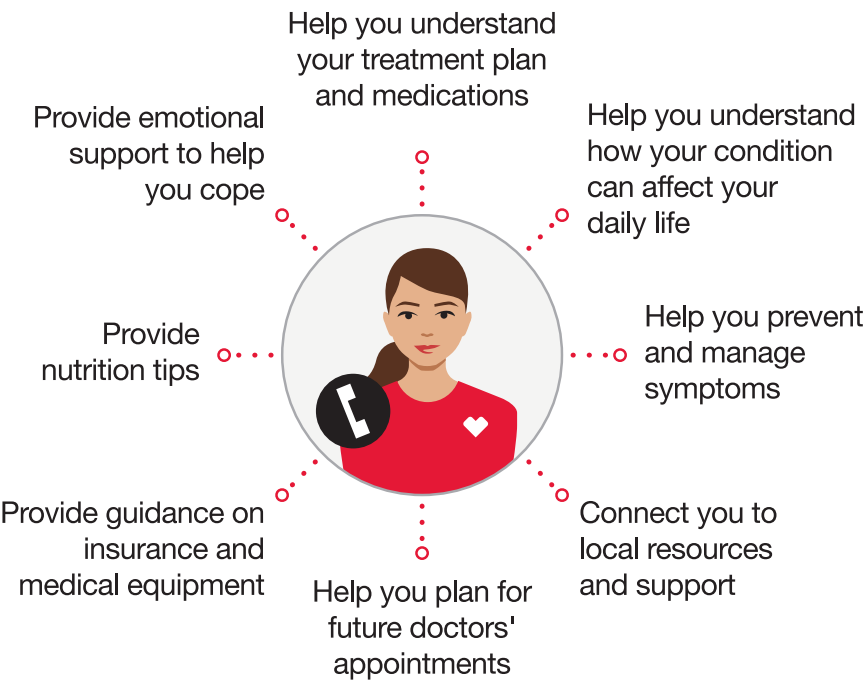 Help you understand
your treatment plan
and medications
Help you understand
how your condition
can affect your
daily life
Help you prevent
and manage
symptoms
Connect you to
local resources
and support
Help you plan for
future doctors'
appointments
Provide guidance on
insurance and
medical equipment
Provide
nutrition tips
Provide emotional
support to help
you cope